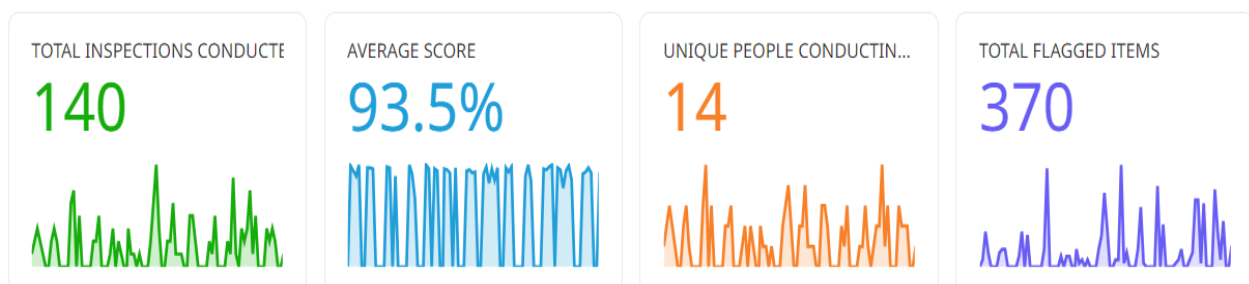 TOTAL INSPECTIONS CONDUCTE
140
AVERAGE SCORE
93.5%
UNIQUE PEOPLE CONDUCTIN...
14
TOTAL FLAGGED ITEMS
370